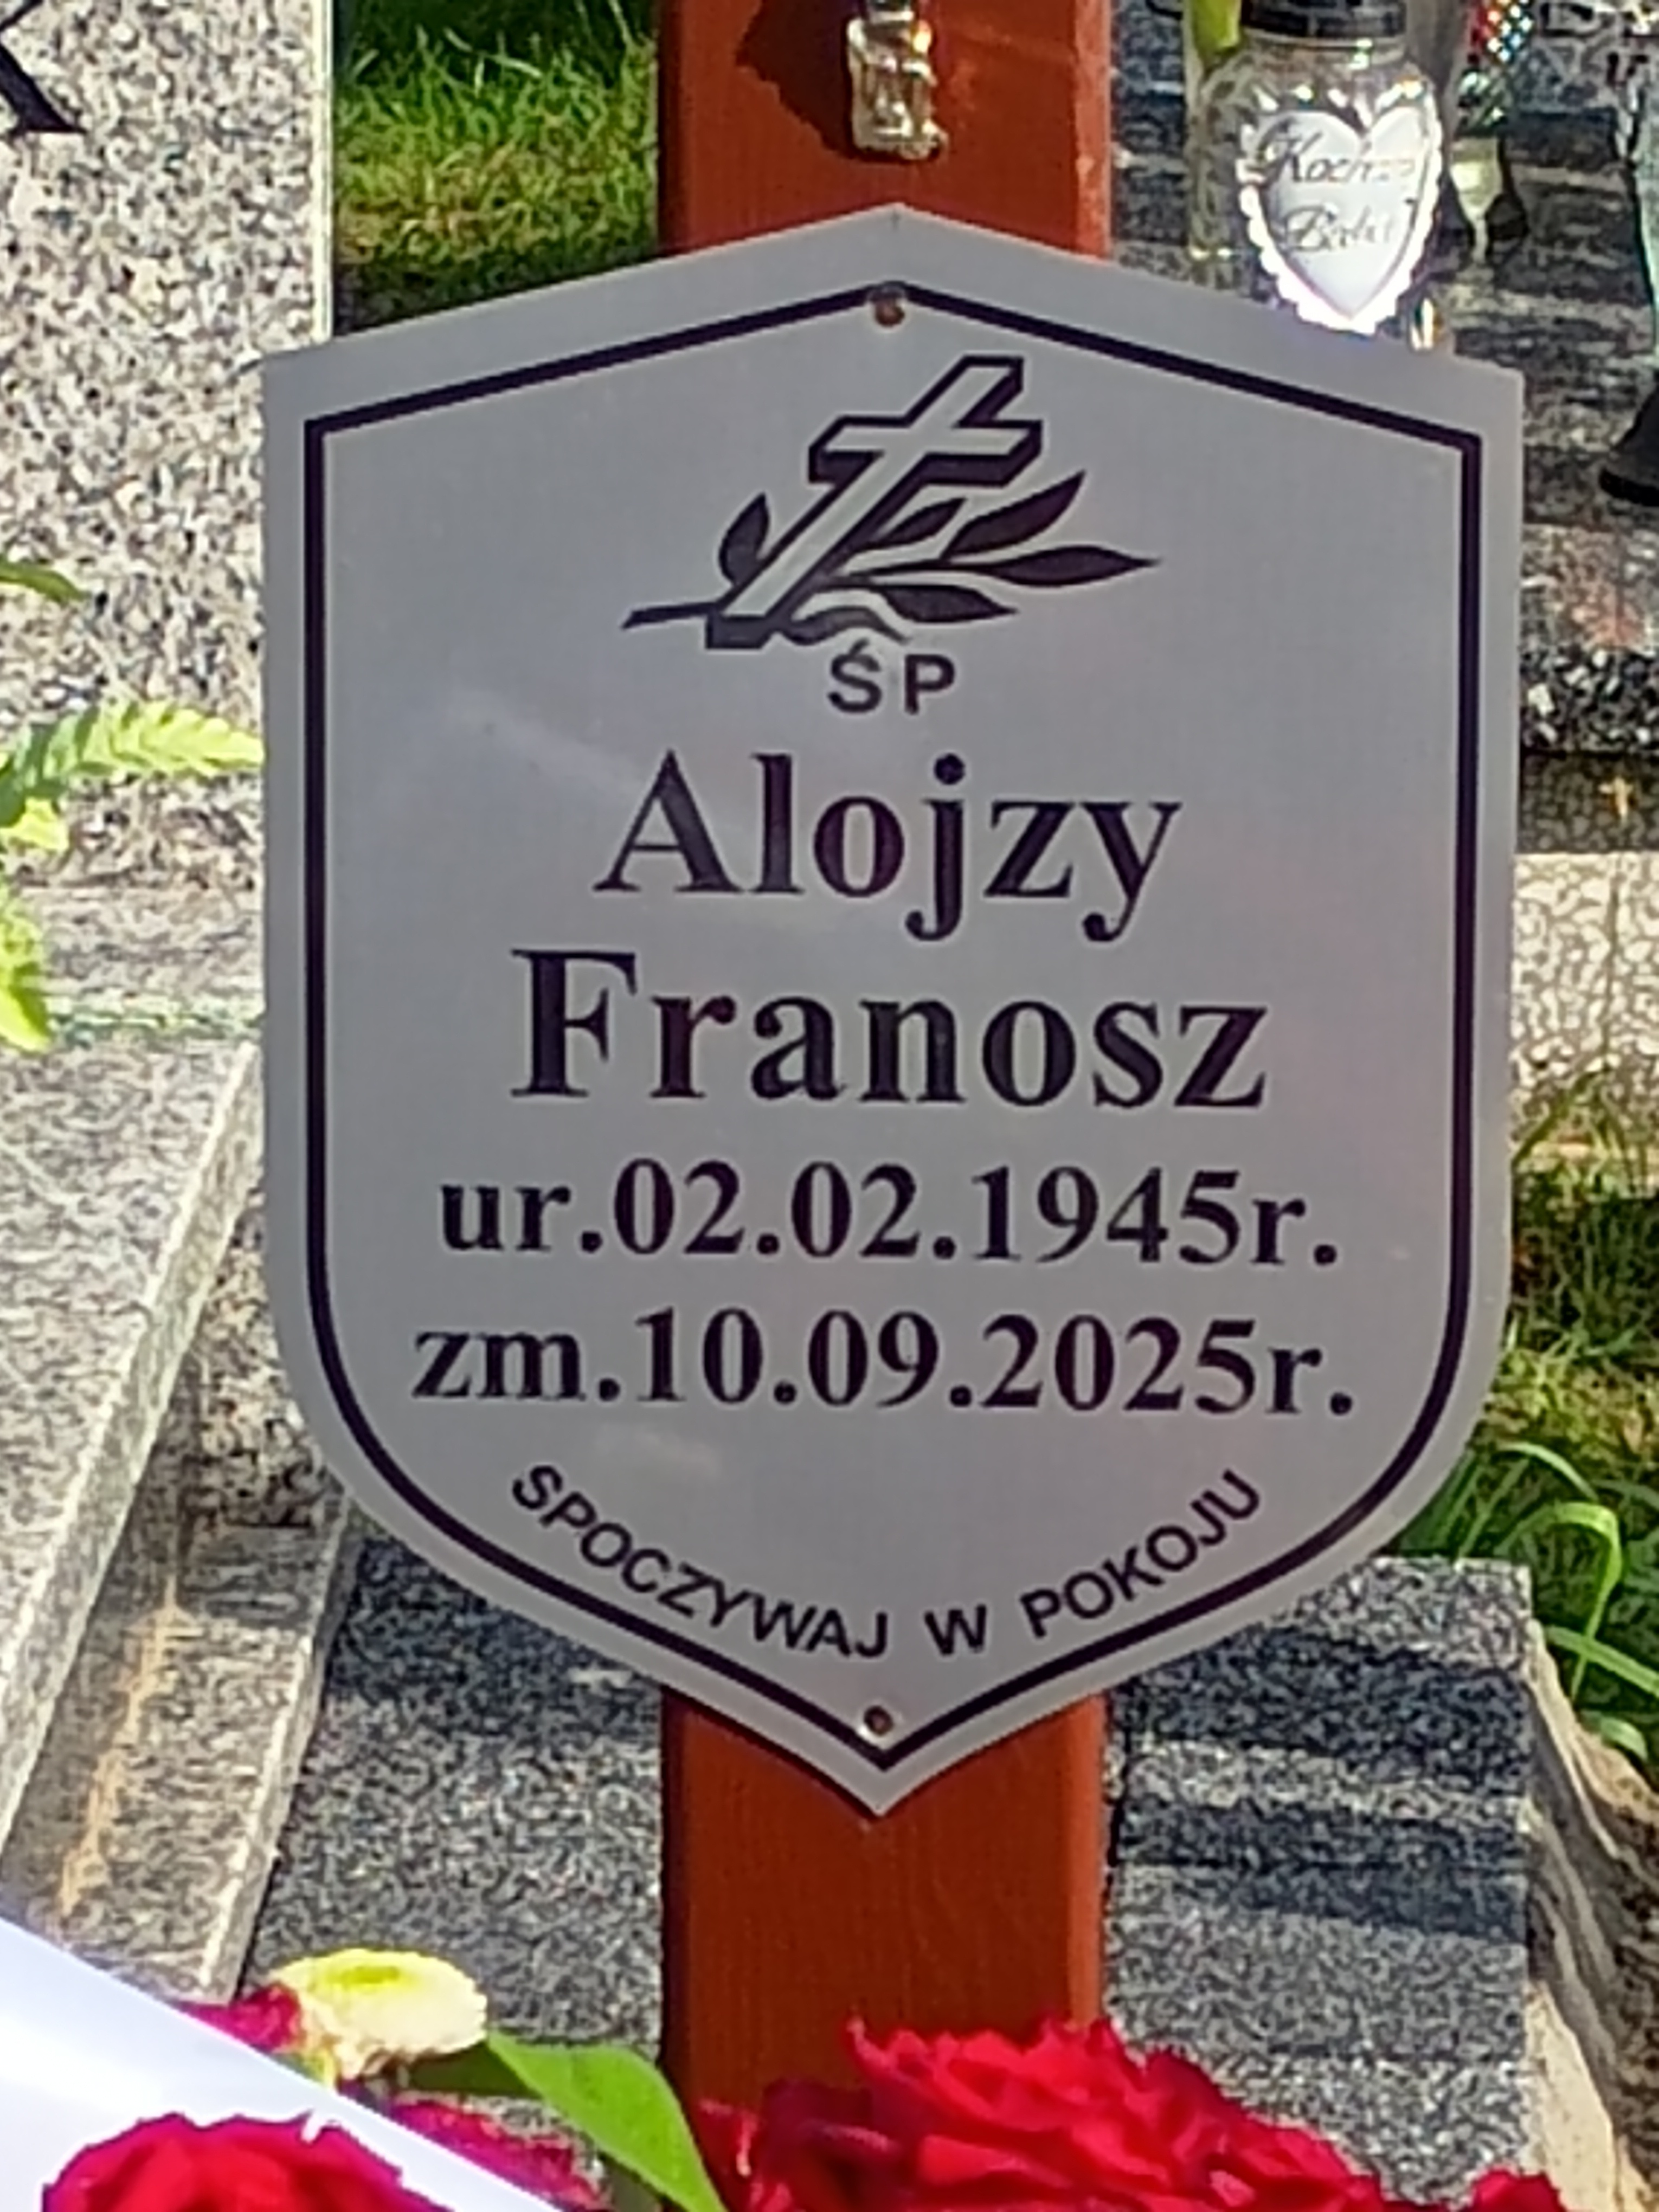 ŚP
Alojzy
Franosz
ur.02.02.1945r.
zm.10.09.2025r.
SPOCZYWAJ W POKOJU